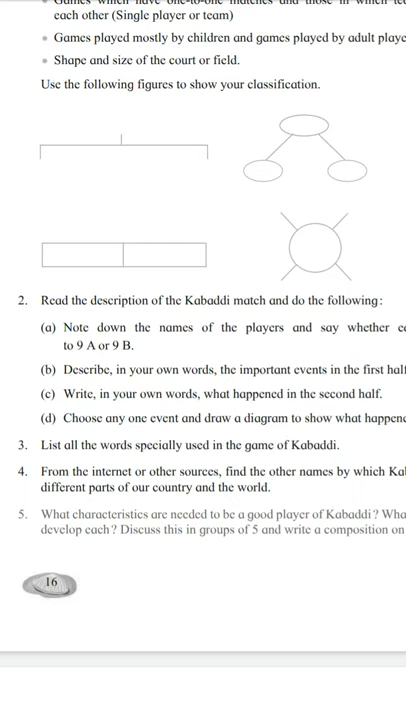 each other (Single player or team)
• Games played mostly by children and games played by adult
• Shape and size of the court or field.
Use the following figures to show your classification.
2. Read the description of the Kabaddi match and do the following:
(a) Note down the names of the players and say whether
to 9 A or 9 B.
(b) Describe, in your own words, the important events in the first
(c) Write, in your own words, what happened in the second half.
(d) Choose any one event and draw a diagram to show what
3. List all the words specially used in the game of Kabaddi.
4. From the internet or other sources, find the other names by which
different parts of our country and the world.
5. What characteristics are needed to be a good player of Kabaddi?
develop each? Discuss this in groups of 5 and write a composition on
16